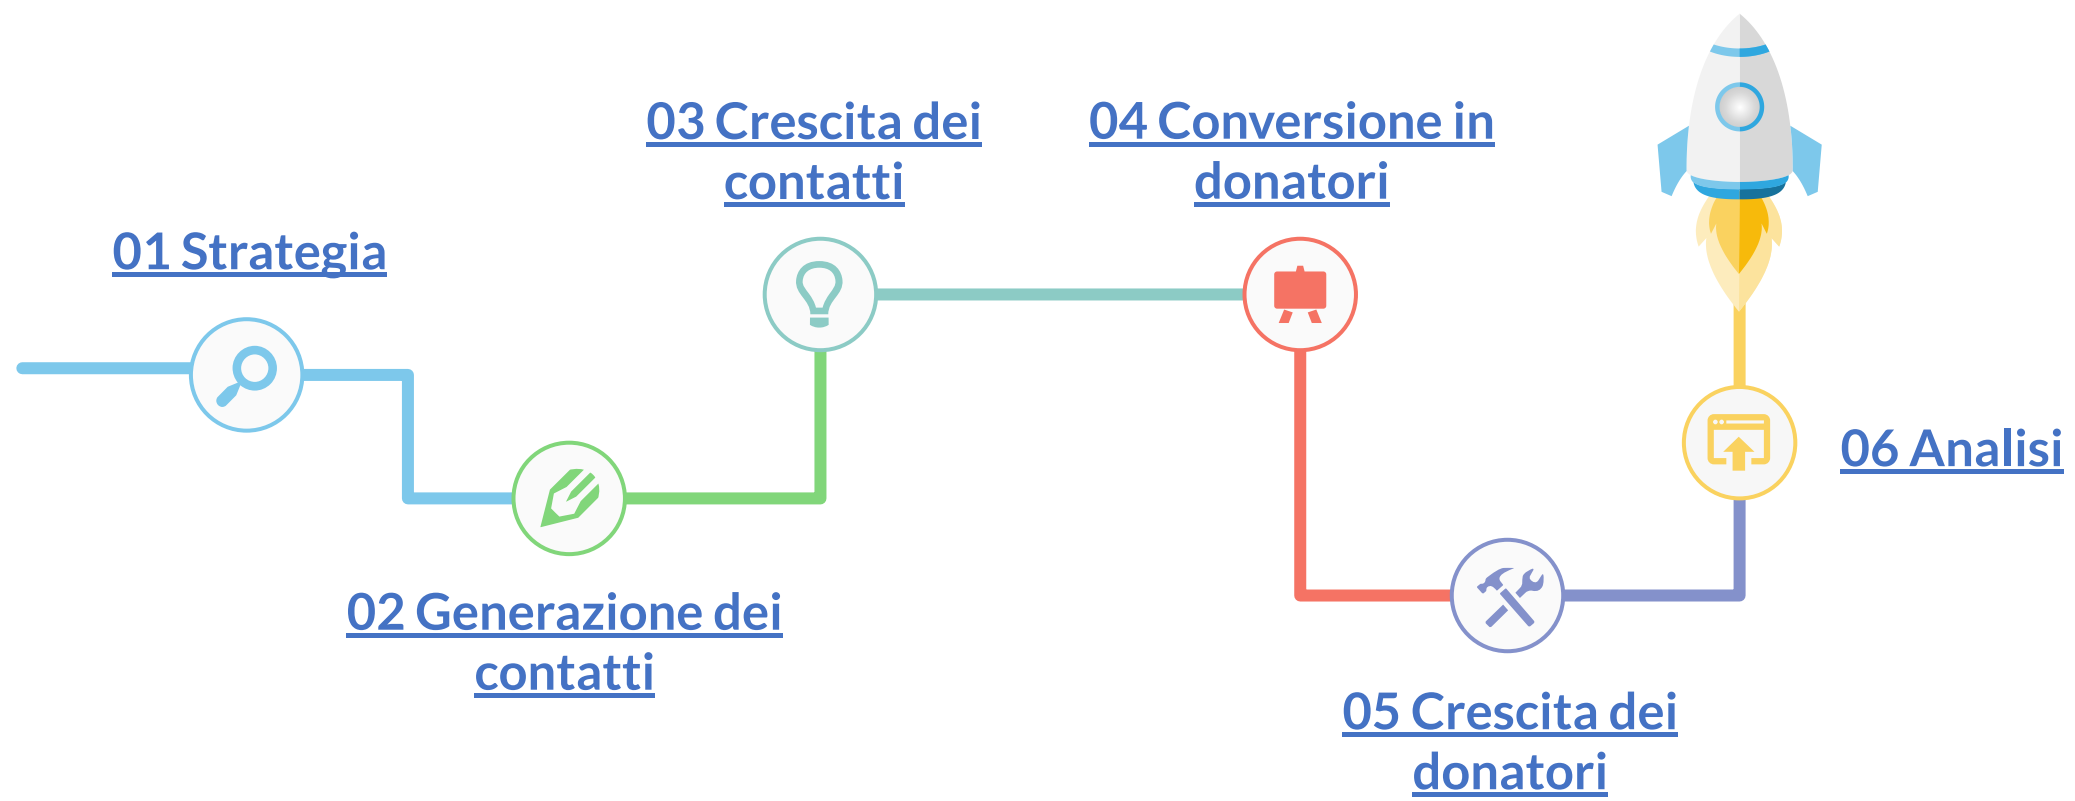 01 Strategia
02 Generazione dei
contatti
03 Crescita dei
contatti
04 Conversione in
donatori
05 Crescita dei
donatori
06 Analisi